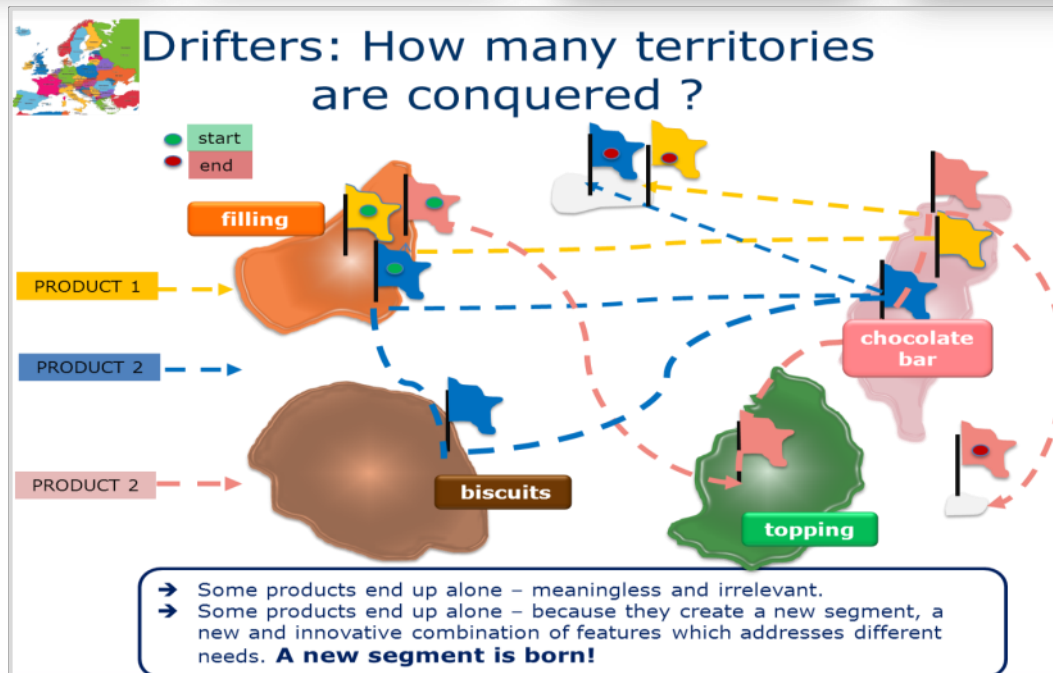 Drifters: How many territories
are conquered ?
start
end
filling
PRODUCT 1
chocolate
bar
PRODUCT 2
PRODUCT 2
biscuits
topping
➔ Some products end up alone – meaningless and irrelevant.
➔ Some products end up alone – because they create a new segment, a
new and innovative combination of features which addresses different
needs. A new segment is born!